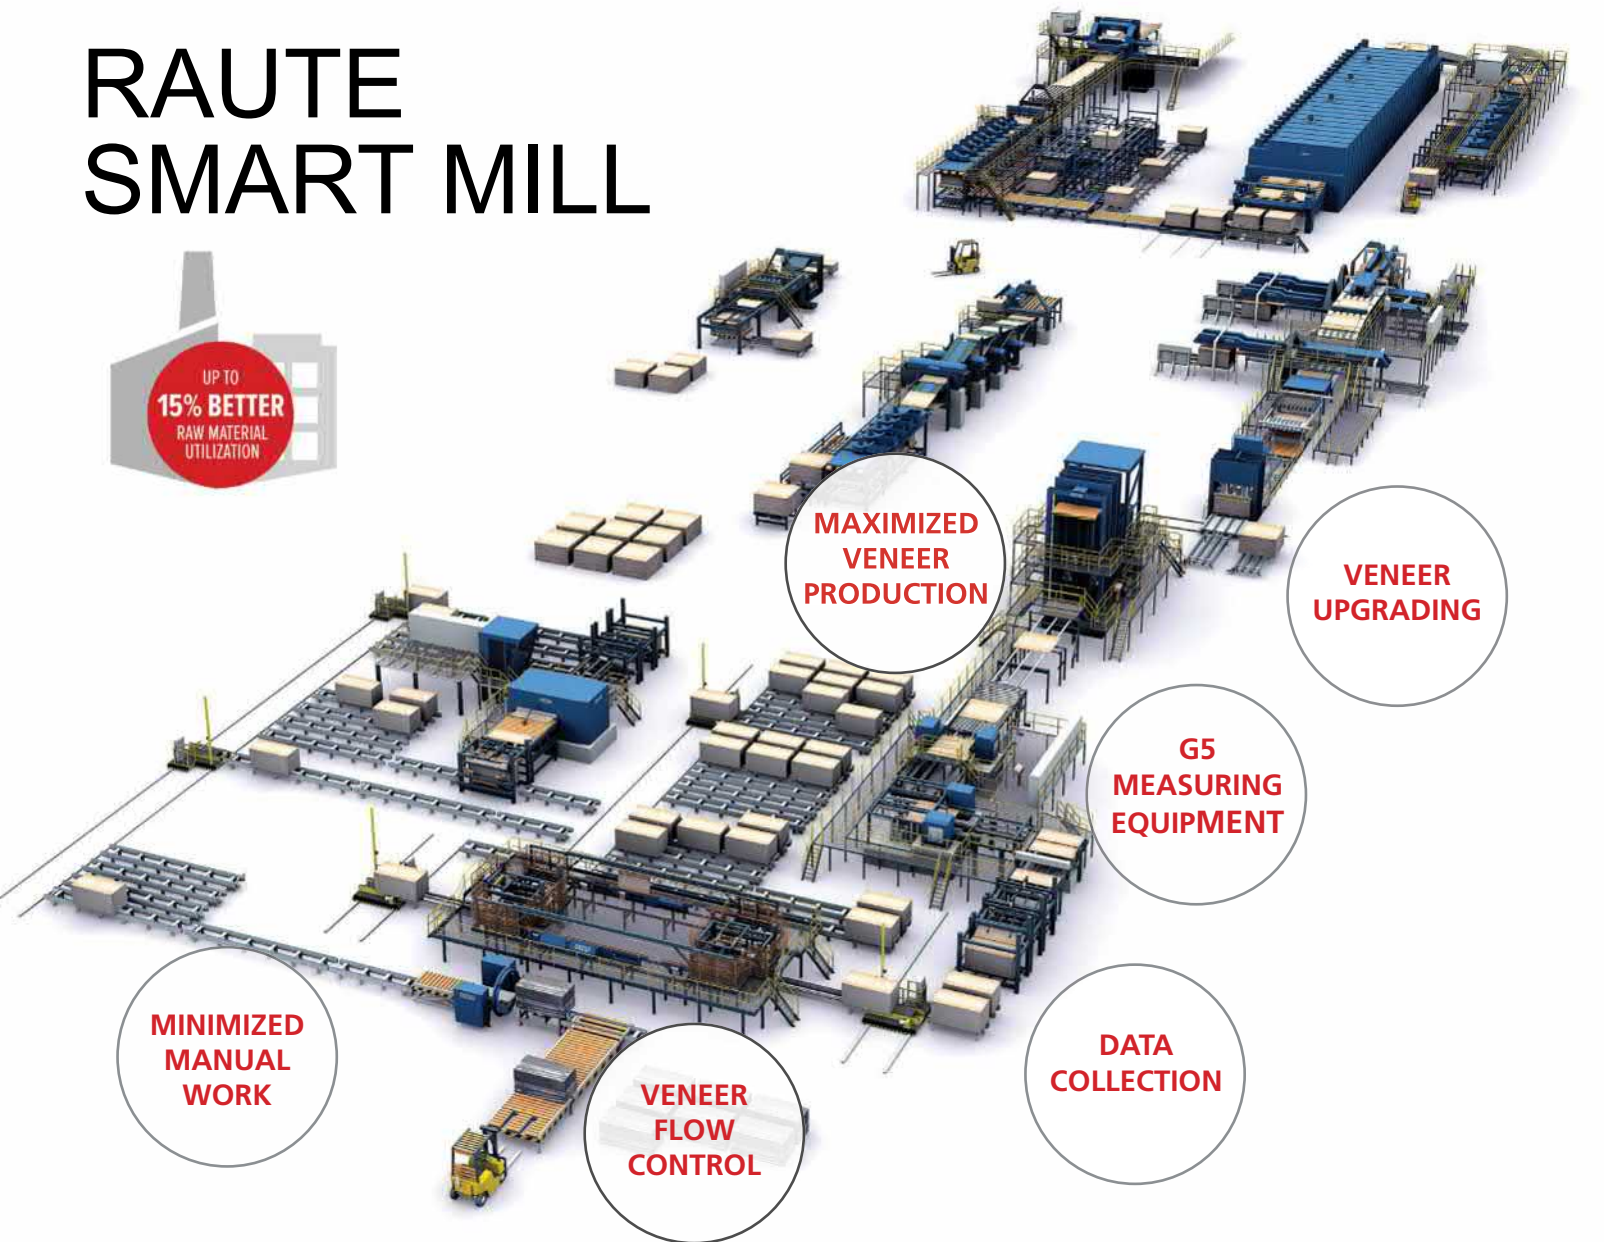 RAUTE
SMART MILL
UP TO
15% BETTER
RAW MATERIAL
UTILIZATION
MAXIMIZED
VENEER
PRODUCTION
VENEER
UPGRADING
G5
MEASURING
EQUIPMENT
MINIMIZED
MANUAL
WORK
VENEER
FLOW
CONTROL
DATA
COLLECTION